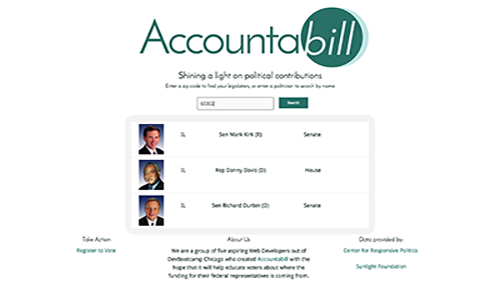 Accountabill
Shining a light on political contributions
Enter a zip code to find your legislators, or enter a politician to search by name
Search
IL Sen Mark Kirk (R) Senate
IL Rep Danny Davis (D) House
IL Sen Richard Durbin (D) Senate
Take Action
Register to Vote
About Us
We are a group of five aspiring Web Developers out of
DevBootcamp Chicago who created Accountabill with the
hope that it will help educate voters about where the
funding for their federal representatives is coming from.
Data provided by:
Center for Responsive Politics
Sunlight Foundation